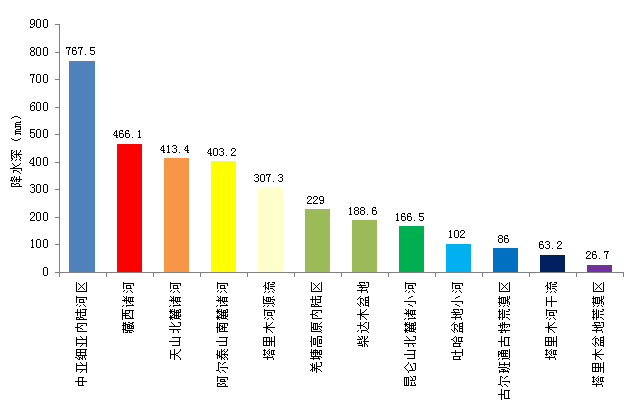 降水深（mm）
900
800
700
600
500
400
300
200
100
0
767.5
466.1
413.4
403.2
307.3
229
188.6
166.5
102
86
63.2
26.7
中亚细亚内陆河区
藏西诸河
天山北麓诸河
阿尔泰山南麓诸河
塔里木河源流
羌塘高原内陆区
柴达木盆地
昆仑山北麓诸小河
吐哈盆地小河
古尔班通古特荒漠区
塔里木河干流
塔里木盆地荒漠区